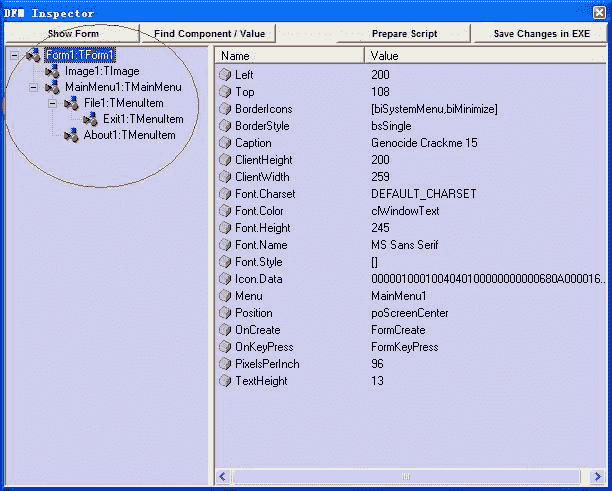 DFM Inspector
Show Form Find Component / Value Prepare Script Save Changes in EXE
Form1:TForm1
Image1:TImage
MainMenu1:TMainMenu
File1:TMenuItem
Exit1:TMenuItem
About1:TMenuItem
Name Value
Left 200
Top 108
BorderIcons [biSystemMenu,biMinimize]
BorderStyle bsSingle
Caption Genocide Crackme 15
ClientHeight 200
ClientWidth 259
Font.Charset DEFAULT_CHARSET
Font.Color clWindowText
Font.Height 245
Font.Name MS Sans Serif
Font.Style []
Icon.Data 0000010001004040100000000000680A000016..
Menu MainMenu1
Position poScreenCenter
OnCreate FormCreate
OnKeyPress FormKeyPress
PixelsPerInch 96
TextHeight 13